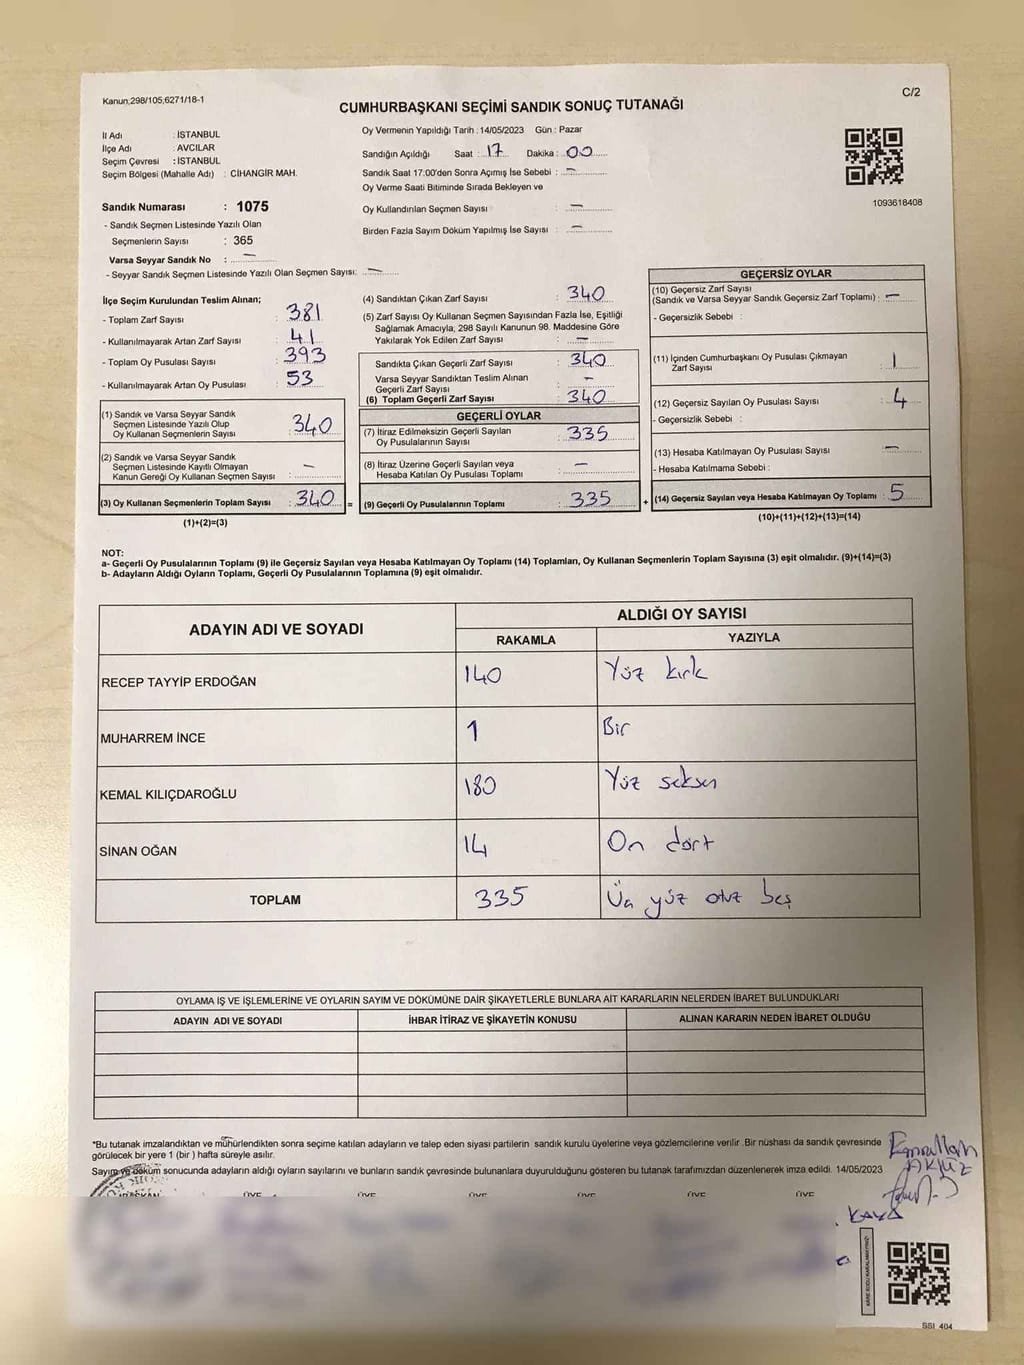 Kanun;298/105,6271/18-1
C/2
CUMHURBAŞKANI SEÇİMİ SANDIK SONUÇ TUTANAĞI
İl Adı : İSTANBUL
İlçe Adı : AVCILAR
Seçim Çevresi : İSTANBUL
Seçim Bölgesi (Mahalle Adı) : CİHANGİR MAH.
Sandık Numarası : 1075
- Sandık Seçmen Listesinde Yazılı Olan
Seçmenlerin Sayısı : 365
Varsa Seyyar Sandık No : —
- Seyyar Sandık Seçmen Listesinde Yazılı Olan Seçmen Sayısı: —
Oy Vermenin Yapıldığı Tarih : 14/05/2023 Gün : Pazar
Sandığın Açıldığı Saat : 17 Dakika : 00
Sandık Saat 17.00'den Sonra Açımış İse Sebebi : —
Oy Verme Saati Bitiminde Sırada Bekleyen ve
Oy Kullandırılan Seçmen Sayısı : —
Birden Fazla Sayım Döküm Yapılmış İse Sayısı : —
1093618408
İlçe Seçim Kurulundan Teslim Alınan;
- Toplam Zarf Sayısı : 381
- Kullanılmayarak Artan Zarf Sayısı : 41
- Toplam Oy Pusulası Sayısı : 393
- Kullanılmayarak Artan Oy Pusulası : 53
(1) Sandık ve Varsa Seyyar Sandık
Seçmen Listesinde Yazılı Olup
Oy Kullanan Seçmenlerin Sayısı : 340
(2) Sandık ve Varsa Seyyar Sandık
Seçmen Listesinde Kayıtlı Olmayan
Kanun Gereği Oy Kullanan Seçmen Sayısı : —
(3) Oy Kullanan Seçmenlerin Toplam Sayısı : 340 =
(1)+(2)=(3)
(4) Sandıktan Çıkan Zarf Sayısı : 340
(5) Zarf Sayısı Oy Kullanan Seçmen Sayısından Fazla İse, Eşitliği
Sağlamak Amacıyla, 298 Sayılı Kanunun 98. Maddesine Göre
Yakılarak Yok Edilen Zarf Sayısı : —
Sandıkta Çıkan Geçerli Zarf Sayısı : 340
Varsa Seyyar Sandıktan Teslim Alınan
Geçerli Zarf Sayısı : —
(6) Toplam Geçerli Zarf Sayısı : 340
GEÇERLİ OYLAR
(7) İtiraz Edilmeksizin Geçerli Sayılan
Oy Pusulalarının Sayısı : 335
(8) İtiraz Üzerine Geçerli Sayılan veya
Hesaba Katılan Oy Pusulası Toplamı : —
(9) Geçerli Oy Pusulalarının Toplamı : 335 +
GEÇERSİZ OYLAR
(10) Geçersiz Zarf Sayısı
(Sandık ve Varsa Seyyar Sandık Geçersiz Zarf Toplamı) : —
- Geçersizlik Sebebi :
(11) İçinden Cumhurbaşkanı Oy Pusulası Çıkmayan
Zarf Sayısı : 1
(12) Geçersiz Sayılan Oy Pusulası Sayısı : 4
- Geçersizlik Sebebi :
(13) Hesaba Katılmayan Oy Pusulası Sayısı : —
- Hesaba Katılmama Sebebi :
(14) Geçersiz Sayılan veya Hesaba Katılmayan Oy Toplamı : 5
(10)+(11)+(12)+(13)=(14)
NOT:
a- Geçerli Oy Pusulalarının Toplamı (9) ile Geçersiz Sayılan veya Hesaba Katılmayan Oy Toplamı (14) Toplamları, Oy Kullanan Seçmenlerin Toplam Sayısına (3) eşit olmalıdır. (9)+(14)=(3)
b- Adayların Aldığı Oyların Toplamı, Geçerli Oy Pusulalarının Toplamına (9) eşit olmalıdır.
ADAYIN ADI VE SOYADI
ALDIĞI OY SAYISI
RAKAMLA YAZIYLA
RECEP TAYYİP ERDOĞAN 140 Yüz kırk
MUHARREM İNCE 1 Bir
KEMAL KILIÇDAROĞLU 180 Yüz seksen
SİNAN OĞAN 14 On dört
TOPLAM 335 Üç yüz otuz beş
OYLAMA İŞ VE İŞLEMLERİNE VE OYLARIN SAYIM VE DÖKÜMÜNE DAİR ŞİKAYETLERLE BUNLARA AİT KARARLARIN NELERDEN İBARET BULUNDUKLARI
ADAYIN ADI VE SOYADI İHBAR İTİRAZ VE ŞİKAYETİN KONUSU ALINAN KARARIN NEDEN İBARET OLDUĞU
"Bu tutanak imzalandıktan ve mühürlendikten sonra seçime katılan adayların ve talep eden siyasi partilerin sandık kurulu üyelerine veya gözlemcilerine verilir .Bir nüshası da sandık çevresinde
görülecek bir yere 1 (bir ) hafta süreyle asılır.
Sayım ve döküm sonucunda adayların aldığı oyların sayılarını ve bunların sandık çevresinde bulunanlara duyurulduğunu gösteren bu tutanak tarafımızdan düzenlenerek imza edildi. 14/05/2023
Emrullah
AKYÜZ
BAŞKAN ÜYE ÜYE ÜYE ÜYE ÜYE ÜYE
KAYA
SSI_404